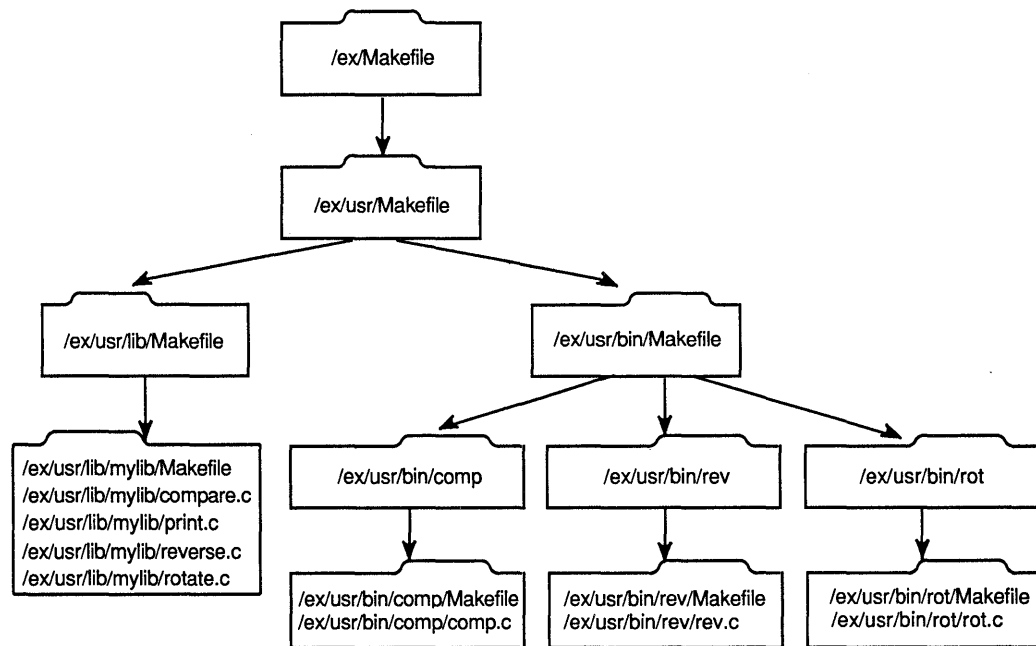 /ex/Makefile
/ex/usr/Makefile
/ex/usr/lib/Makefile
/ex/usr/bin/Makefile
/ex/usr/lib/mylib/Makefile
/ex/usr/lib/mylib/compare.c
/ex/usr/lib/mylib/print.c
/ex/usr/lib/mylib/reverse.c
/ex/usr/lib/mylib/rotate.c
/ex/usr/bin/comp
/ex/usr/bin/rev
/ex/usr/bin/rot
/ex/usr/bin/comp/Makefile
/ex/usr/bin/comp/comp.c
/ex/usr/bin/rev/Makefile
/ex/usr/bin/rev/rev.c
/ex/usr/bin/rot/Makefile
/ex/usr/bin/rot/rot.c